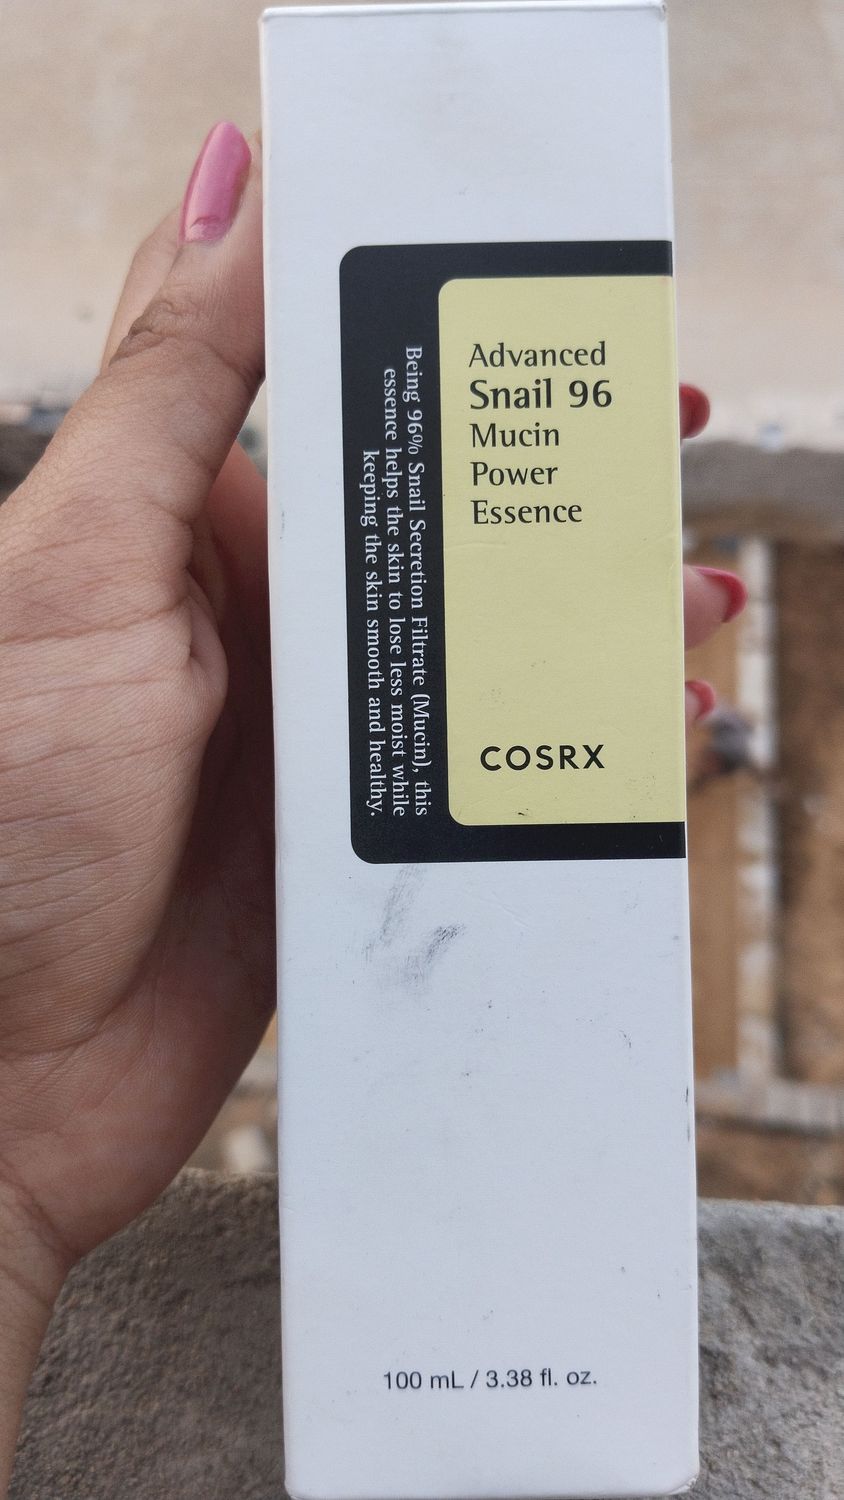 Advanced
Snail 96
Mucin
Power
Essence
COSRX
Being 96% Snail Secretion Filtrate (Mucin), this
essence helps the skin to lose less moist while
keeping the skin smooth and healthy.
100 mL / 3.38 fl. oz.